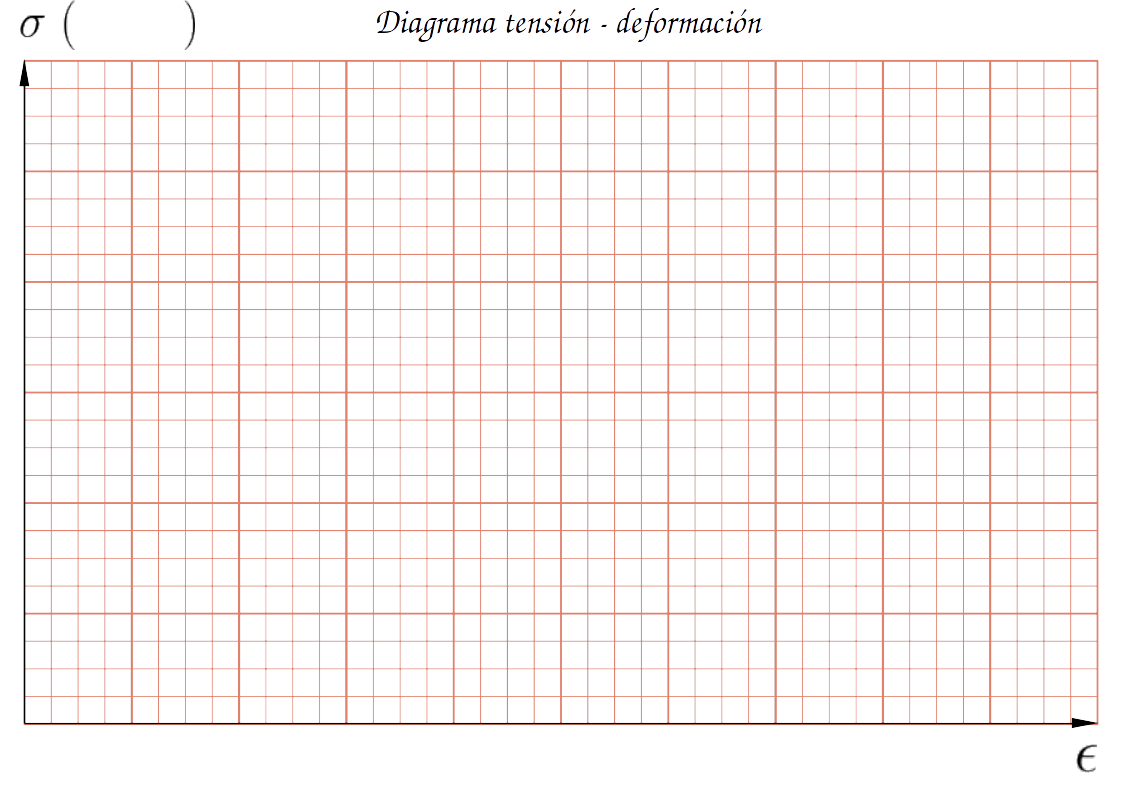 σ (      )
Diagrama tensión - deformación
ϵ